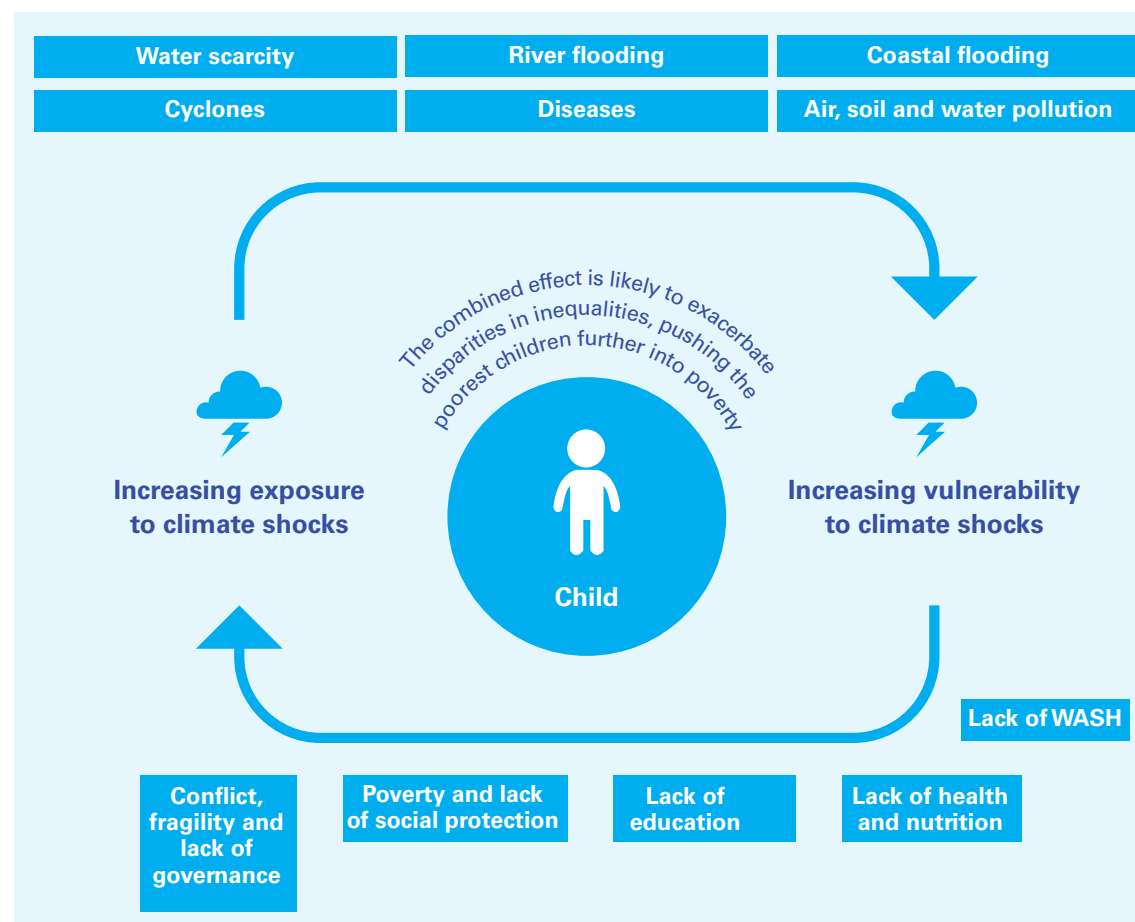 Water scarcity
River flooding
Coastal flooding
Cyclones
Diseases
Air, soil and water pollution
The combined effect is likely to exacerbate
disparities in inequalities, pushing the
poorest children further into poverty
Increasing exposure
to climate shocks
Child
Increasing vulnerability
to climate shocks
Lack of WASH
Conflict,
fragility and
lack of
governance
Poverty and lack
of social protection
Lack of
education
Lack of health
and nutrition